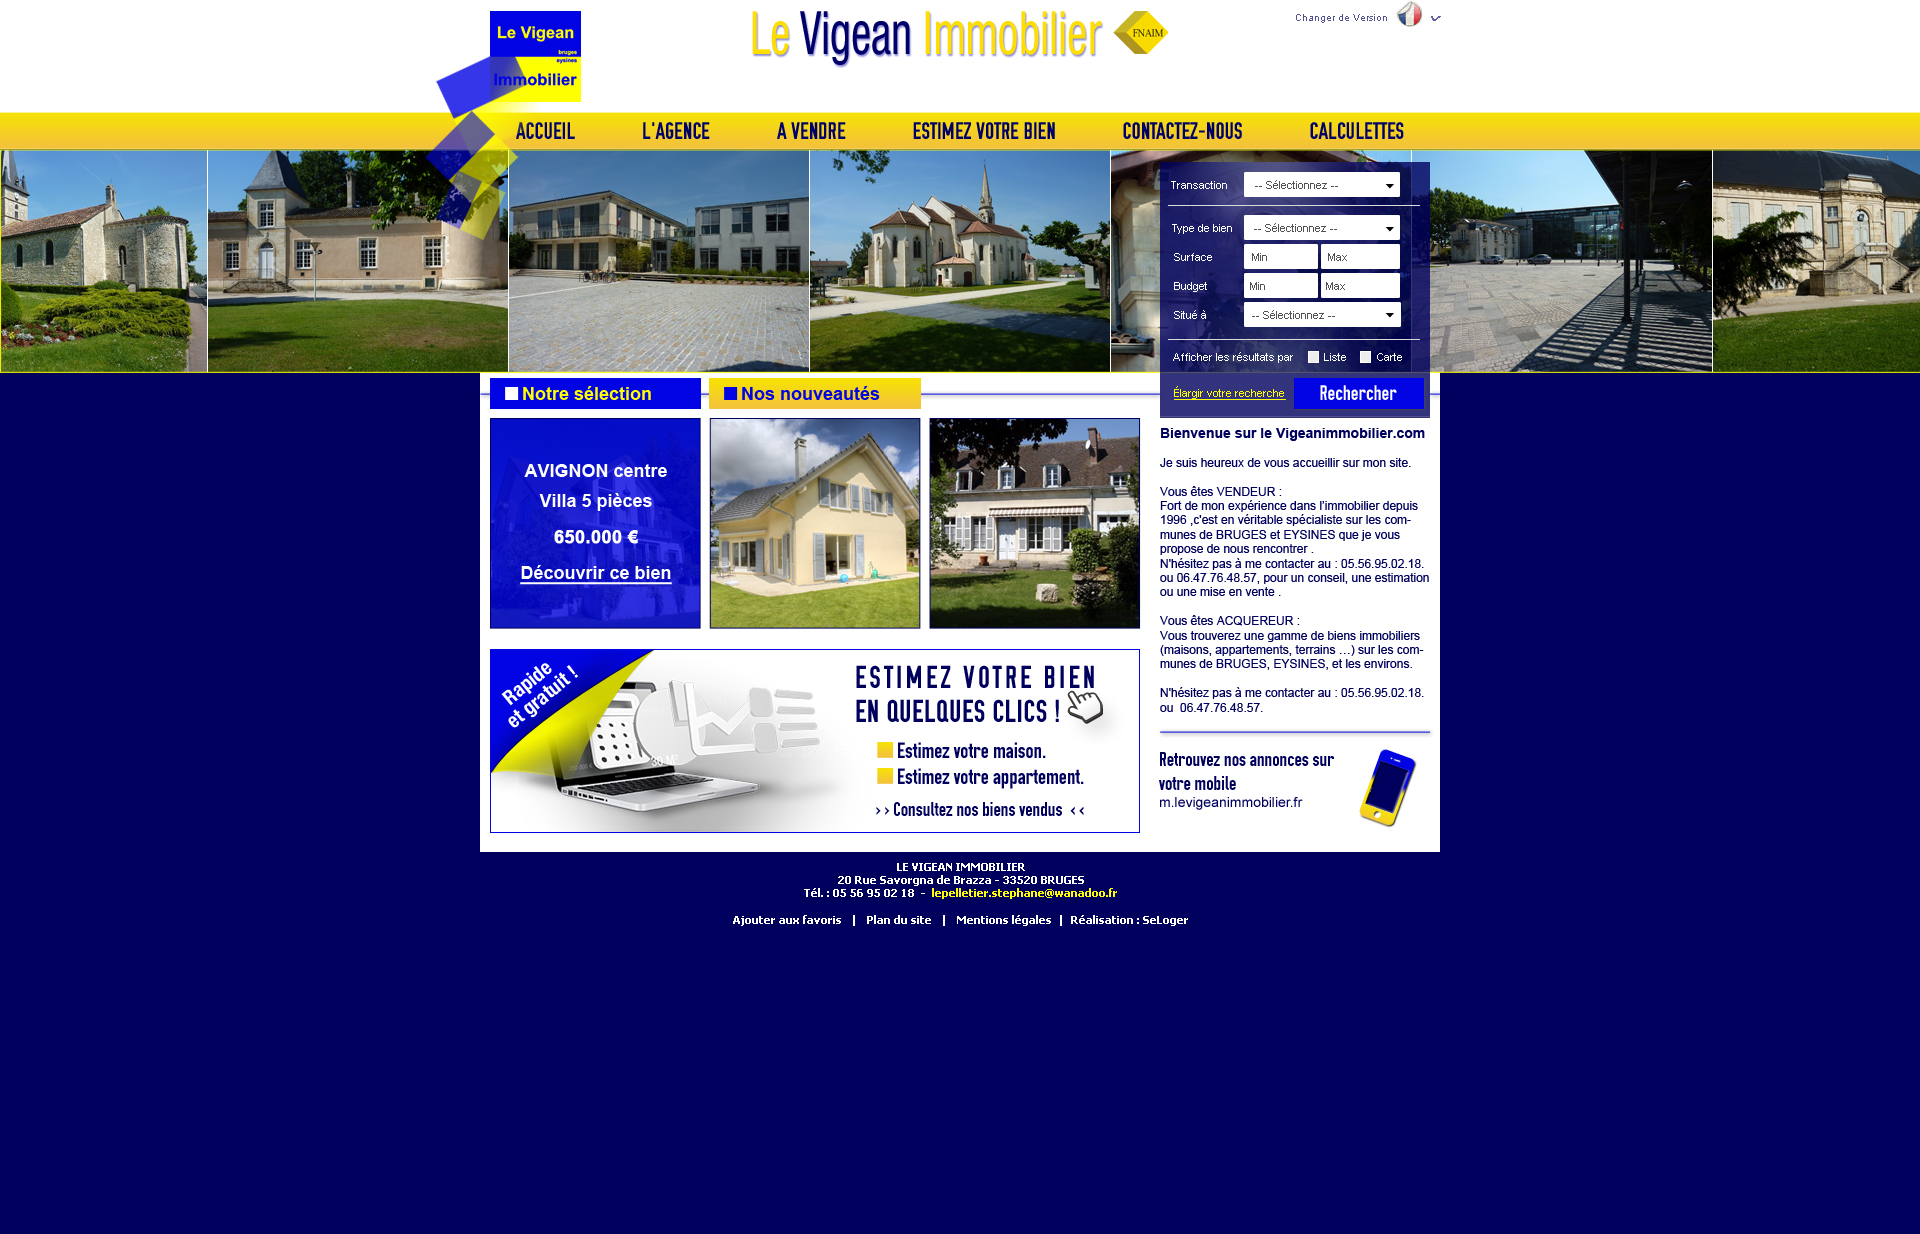 Le Vigean
bruges
eysines
Immobilier
Le Vigean Immobilier
FNAIM
Changer de Version
ACCUEIL
L'AGENCE
A VENDRE
ESTIMEZ VOTRE BIEN
CONTACTEZ-NOUS
CALCULETTES
Transaction -- Sélectionnez --
Type de bien -- Sélectionnez --
Surface Min Max
Budget Min Max
Situé à -- Sélectionnez --
Afficher les résultats par Liste Carte
Élargir votre recherche Rechercher
Notre sélection
Nos nouveautés
AVIGNON centre
Villa 5 pièces
650.000 €
Découvrir ce bien
Bienvenue sur le Vigeanimmobilier.com
Je suis heureux de vous accueillir sur mon site.
Vous êtes VENDEUR :
Fort de mon expérience dans l'immobilier depuis
1996 ,c'est en véritable spécialiste sur les com-
munes de BRUGES et EYSINES que je vous
propose de nous rencontrer .
N'hésitez pas à me contacter au : 05.56.95.02.18.
ou 06.47.76.48.57, pour un conseil, une estimation
ou une mise en vente .
Vous êtes ACQUEREUR :
Vous trouverez une gamme de biens immobiliers
(maisons, appartements, terrains ...) sur les com-
munes de BRUGES, EYSINES, et les environs.
N'hésitez pas à me contacter au : 05.56.95.02.18.
ou 06.47.76.48.57.
Rapide
et gratuit !
ESTIMEZ VOTRE BIEN
EN QUELQUES CLICS !
Estimez votre maison.
Estimez votre appartement.
>> Consultez nos biens vendus <<
Retrouvez nos annonces sur
votre mobile
m.levigeanimmobilier.fr
LE VIGEAN IMMOBILIER
20 Rue Savorgna de Brazza - 33520 BRUGES
Tél. : 05 56 95 02 18 - lepelletier.stephane@wanadoo.fr
Ajouter aux favoris | Plan du site | Mentions légales | Réalisation : SeLoger